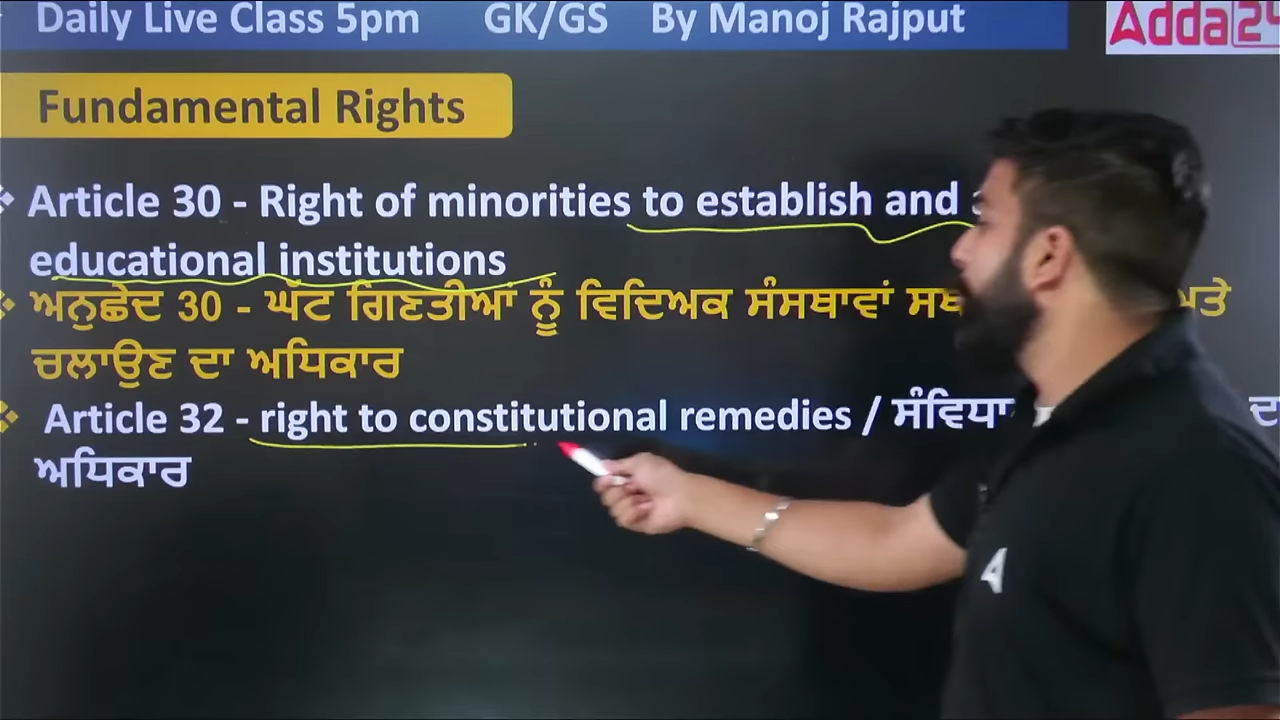 Daily Live Class 5pm GK/GS By Manoj Rajput
Adda24
Fundamental Rights
Article 30 - Right of minorities to establish and
educational institutions
ਅਨੁਛੇਦ 30 - ਘੱਟ ਗਿਣਤੀਆਂ ਨੂੰ ਵਿਦਿਅਕ ਸੰਸਥਾਵਾਂ
ਚਲਾਉਣ ਦਾ ਅਧਿਕਾਰ
Article 32 - right to constitutional remedies /
ਅਧਿਕਾਰ